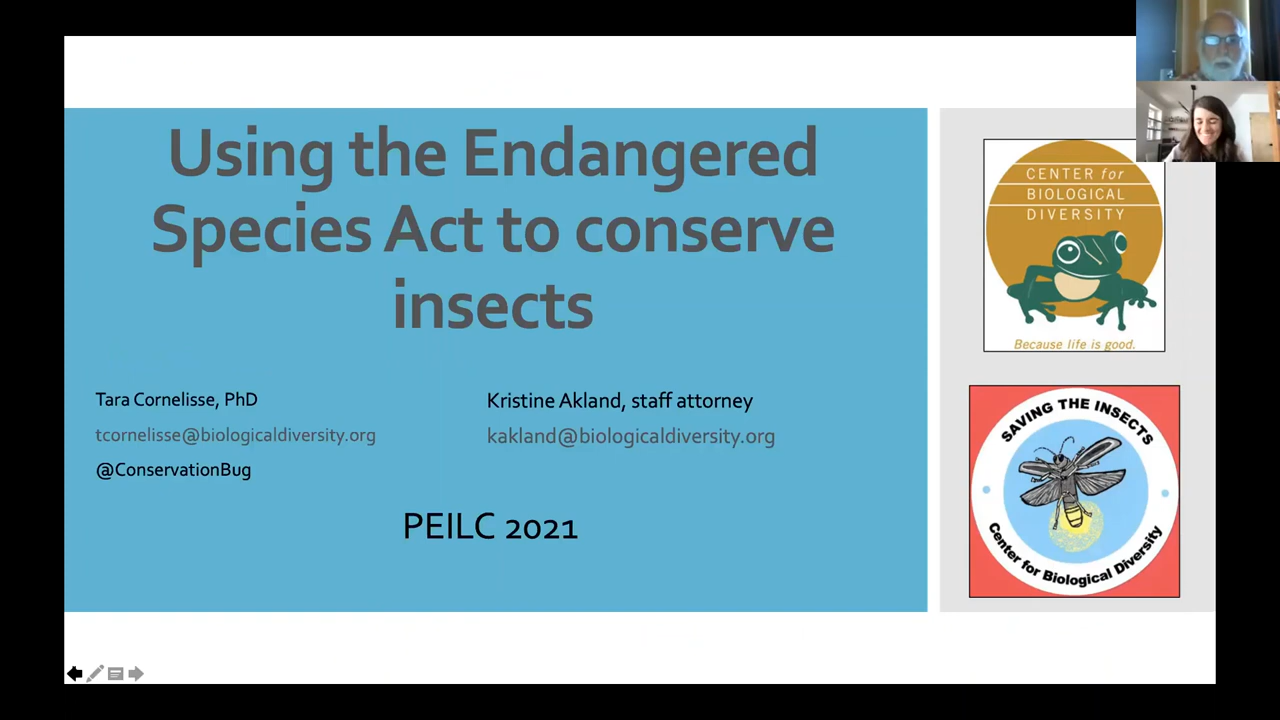 Using the Endangered
Species Act to conserve
insects
Tara Cornelisse, PhD
tcornelisse@biologicaldiversity.org
@ConservationBug
Kristine Akland, staff attorney
kakland@biologicaldiversity.org
PEILC 2021
CENTER for
BIOLOGICAL
DIVERSITY
Because life is good.
SAVING THE INSECTS
Center for Biological Diversity